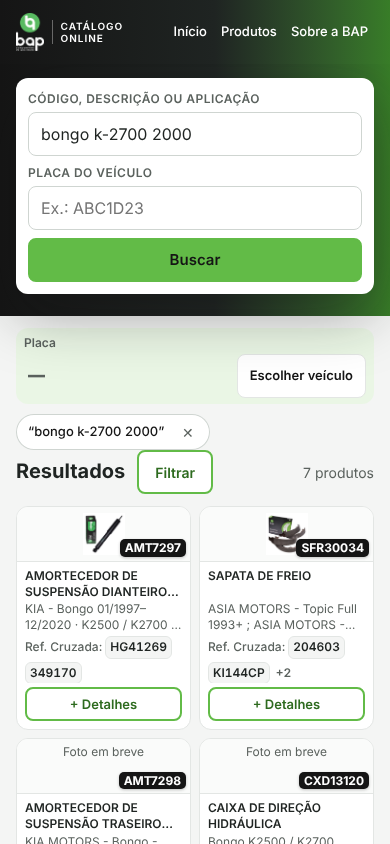 bap
CATÁLOGO
ONLINE
Início
Produtos
Sobre a BAP
CÓDIGO, DESCRIÇÃO OU APLICAÇÃO
bongo k-2700 2000
PLACA DO VEÍCULO
Ex.: ABC1D23
Buscar
Placa
—
Escolher veículo
“bongo k-2700 2000” ×
Resultados
Filtrar
7 produtos
AMT7297
AMORTECEDOR DE
SUSPENSÃO DIANTEIRO...
KIA - Bongo 01/1997–
12/2020 · K2500 / K2700 ...
Ref. Cruzada: HG41269
349170
+ Detalhes
SFR30034
SAPATA DE FREIO
ASIA MOTORS - Topic Full
1993+ ; ASIA MOTORS -...
Ref. Cruzada: 204603
KI144CP +2
+ Detalhes
Foto em breve
AMT7298
AMORTECEDOR DE
SUSPENSÃO TRASEIRO...
KIA MOTORS - Bongo -
Foto em breve
CXD13120
CAIXA DE DIREÇÃO
HIDRÁULICA
Bongo K2500 / K2700